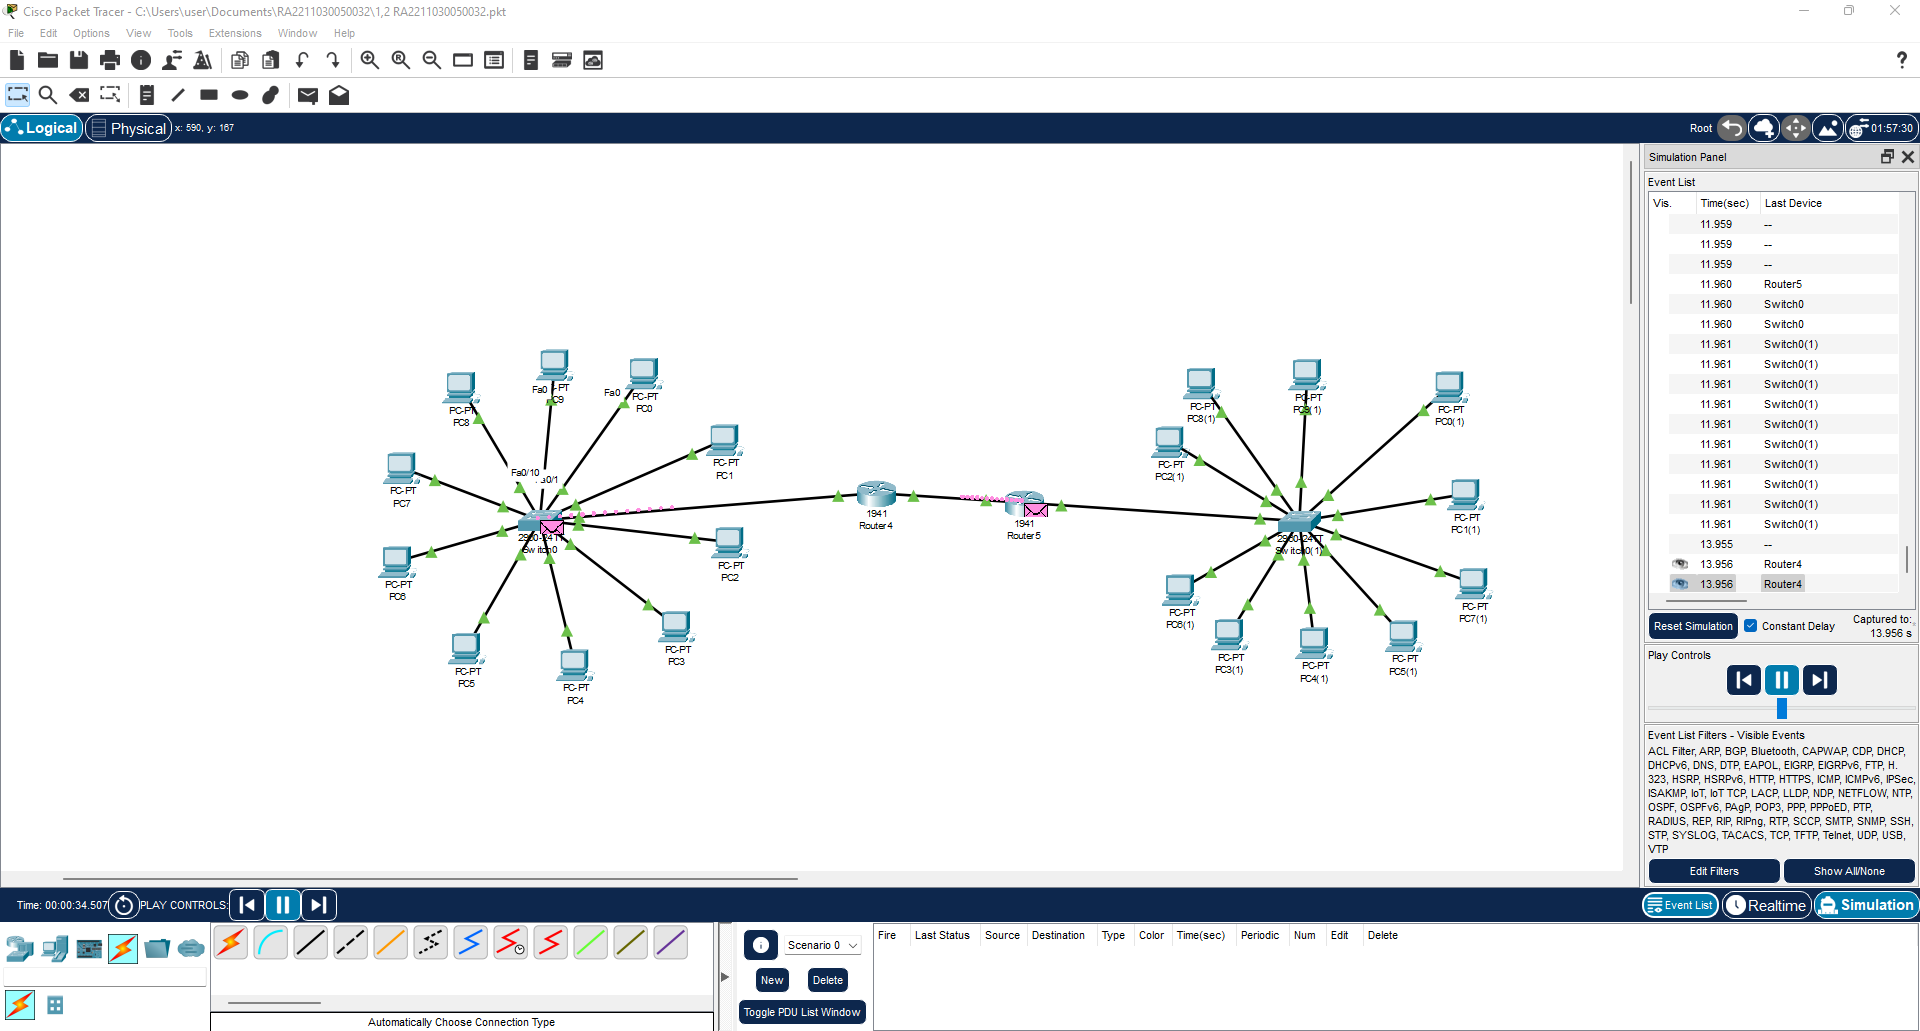 Cisco Packet Tracer - C:\Users\user\Documents\RA2211030050032\1,2 RA2211030050032.pkt
File Edit Options View Tools Extensions Window Help
Logical Physical x: 590, y: 167 Root 01:57:30
Simulation Panel
Event List
Vis. Time(sec) Last Device
11.959 --
11.959 --
11.959 --
11.960 Router5
11.960 Switch0
11.960 Switch0
11.961 Switch0(1)
11.961 Switch0(1)
11.961 Switch0(1)
11.961 Switch0(1)
11.961 Switch0(1)
11.961 Switch0(1)
11.961 Switch0(1)
11.961 Switch0(1)
11.961 Switch0(1)
11.961 Switch0(1)
13.955 --
13.956 Router4
13.956 Router4
Reset Simulation Constant Delay Captured to:
13.956 s
Play Controls
Event List Filters - Visible Events
ACL Filter, ARP, BGP, Bluetooth, CAPWAP, CDP, DHCP,
DHCPv6, DNS, DTP, EAPOL, EIGRP, EIGRPv6, FTP, H.
323, HSRP, HSRPv6, HTTP, HTTPS, ICMP, ICMPv6, IPSec,
ISAKMP, IoT, IoT TCP, LACP, LLDP, NDP, NETFLOW, NTP,
OSPF, OSPFv6, PAgP, POP3, PPP, PPPoED, PTP,
RADIUS, REP, RIP, RIPng, RTP, SCCP, SMTP, SNMP, SSH,
STP, SYSLOG, TACACS, TCP, TFTP, Telnet, UDP, USB,
VTP
Edit Filters Show All/None
PC-PT
PC8
Fa0
PC9
Fa0
PC-PT
PC0
PC-PT
PC1
PC-PT
PC7
Fa0/10
PC-PT
PC6
Switch0
PC-PT
PC2
PC-PT
PC5
PC-PT
PC4
PC-PT
PC3
1941
Router4
1941
Router5
PC-PT
PC8(1)
PC-PT
PC9(1)
PC-PT
PC0(1)
PC-PT
PC2(1)
PC-PT
PC1(1)
2960-24TT
Switch0(1)
PC-PT
PC6(1)
PC-PT
PC3(1)
PC-PT
PC4(1)
PC-PT
PC5(1)
PC-PT
PC7(1)
Time: 00:00:34.507 PLAY CONTROLS: Event List Realtime Simulation
Scenario 0
New Delete
Toggle PDU List Window
Fire Last Status Source Destination Type Color Time(sec) Periodic Num Edit Delete
Automatically Choose Connection Type